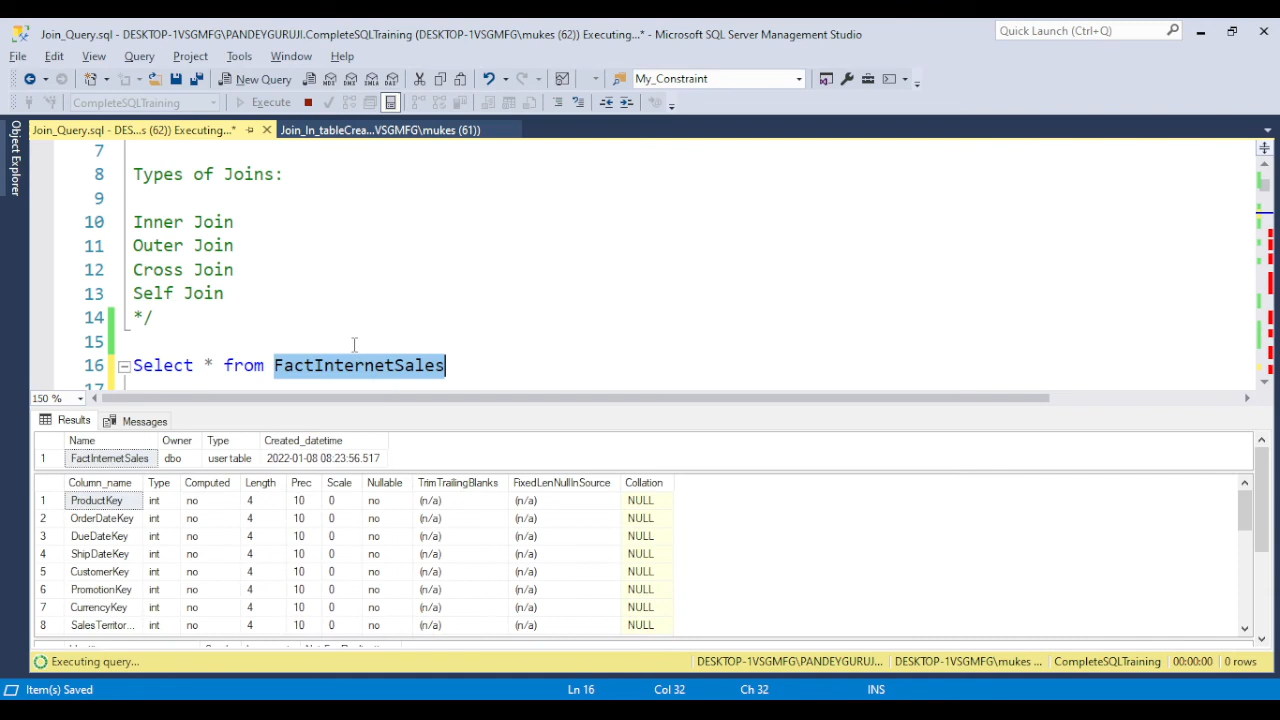 Join_Query.sql - DESKTOP-1VSGMFG\PANDEYGURUJI.CompleteSQLTraining (DESKTOP-1VSGMFG\mukes (62)) Executing...* - Microsoft SQL Server Management Studio
Quick Launch (Ctrl+Q)
File Edit View Query Project Tools Window Help
New Query MDX DMX XMLA DAX My_Constraint
CompleteSQLTraining Execute
Join_Query.sql - DES...s (62)) Executing...* Join_In_tableCrea...VSGMFG\mukes (61))
Object Explorer
7
8 Types of Joins:
9
10 Inner Join
11 Outer Join
12 Cross Join
13 Self Join
14 */
15
16 Select * from FactInternetSales
17
150 %
Results Messages
Name Owner Type Created_datetime
1 FactInternetSales dbo user table 2022-01-08 08:23:56.517
Column_name Type Computed Length Prec Scale Nullable TrimTrailingBlanks FixedLenNullInSource Collation
1 ProductKey int no 4 10 0 no (n/a) (n/a) NULL
2 OrderDateKey int no 4 10 0 no (n/a) (n/a) NULL
3 DueDateKey int no 4 10 0 no (n/a) (n/a) NULL
4 ShipDateKey int no 4 10 0 no (n/a) (n/a) NULL
5 CustomerKey int no 4 10 0 no (n/a) (n/a) NULL
6 PromotionKey int no 4 10 0 no (n/a) (n/a) NULL
7 CurrencyKey int no 4 10 0 no (n/a) (n/a) NULL
8 SalesTerritor... int no 4 10 0 no (n/a) (n/a) NULL
Executing query... DESKTOP-1VSGMFG\PANDEYGURUJI... DESKTOP-1VSGMFG\mukes ... CompleteSQLTraining 00:00:00 0 rows
Item(s) Saved Ln 16 Col 32 Ch 32 INS